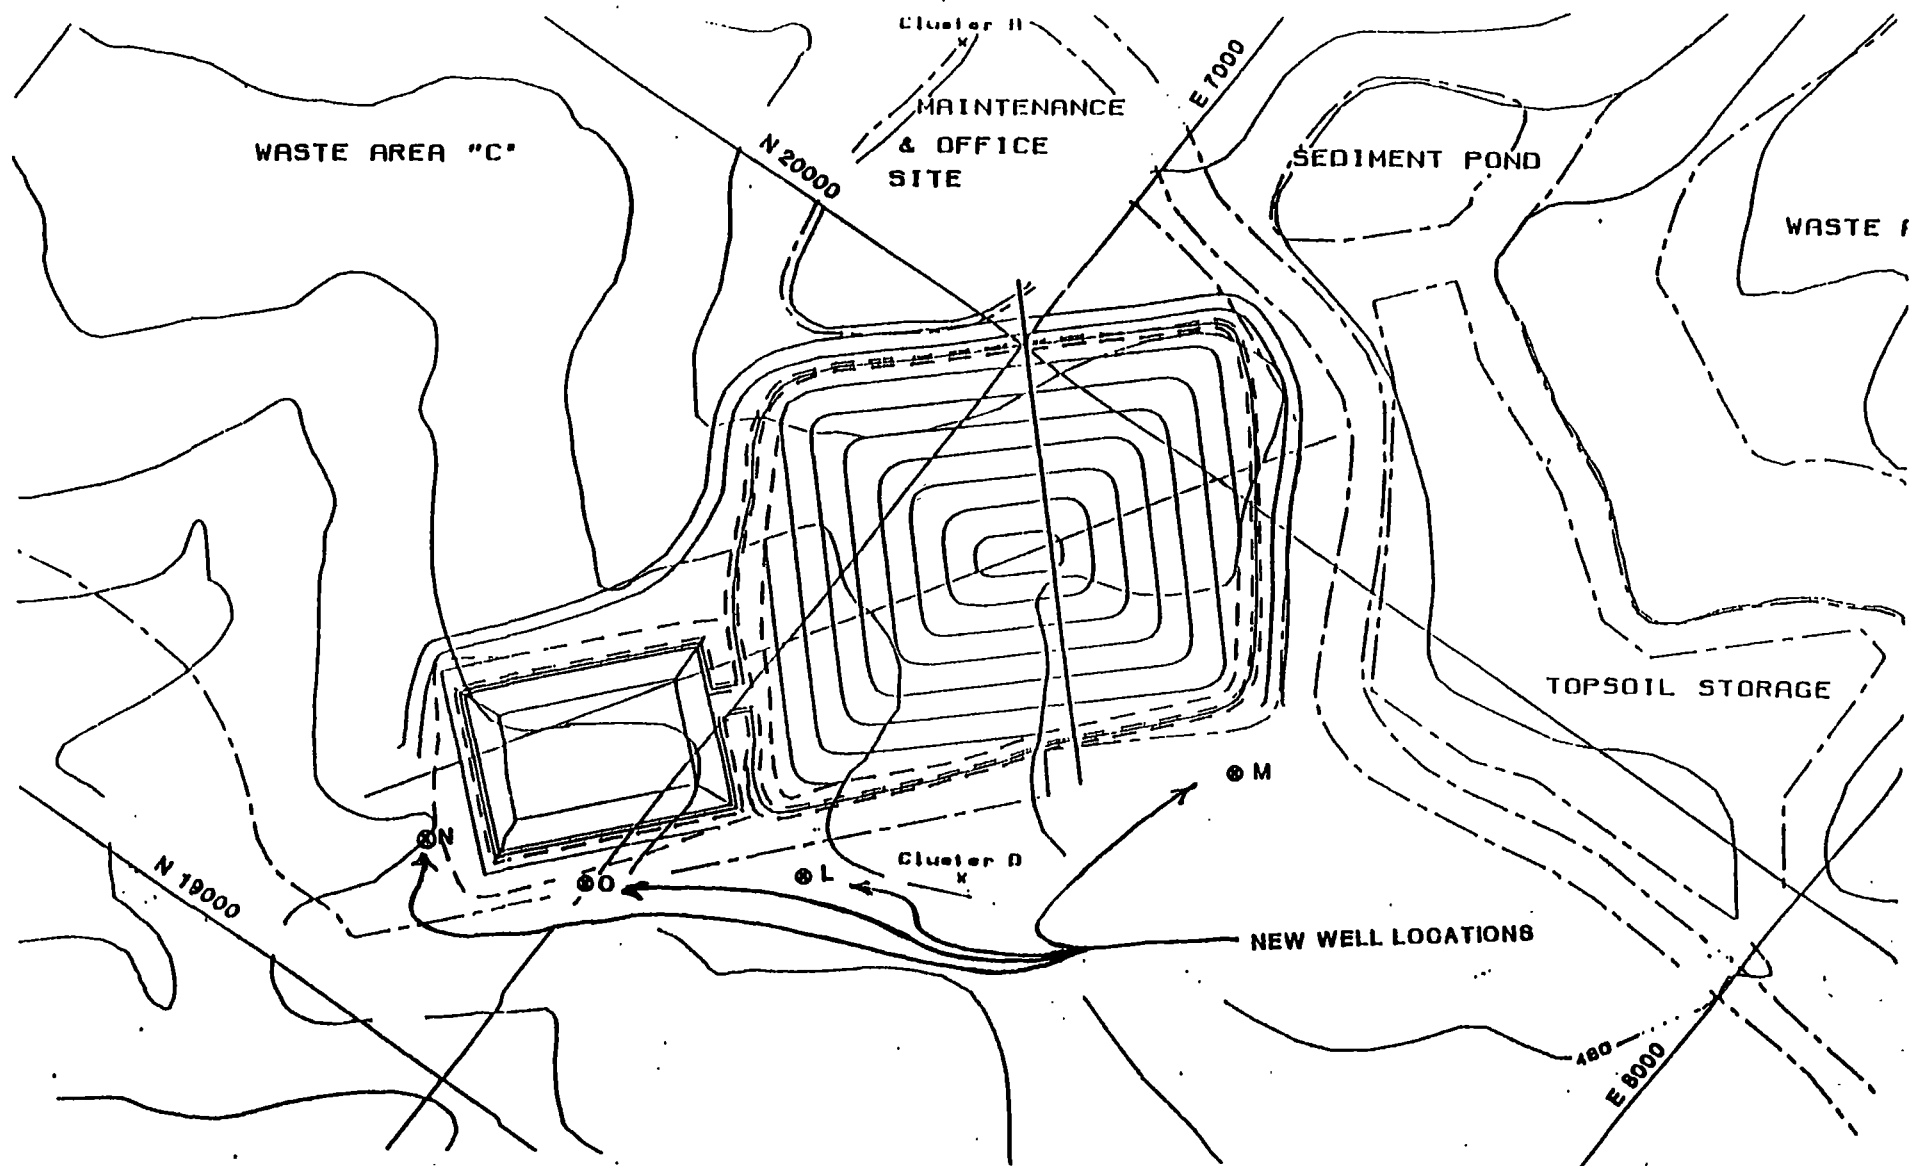 Cluster A
E 7000
MAINTENANCE
& OFFICE
SITE
N 20000
WASTE AREA "C"
SEDIMENT POND
WASTE
TOPSOIL STORAGE
M
N
Cluster D
L
O
N 19000
NEW WELL LOCATIONS
480
E 8000